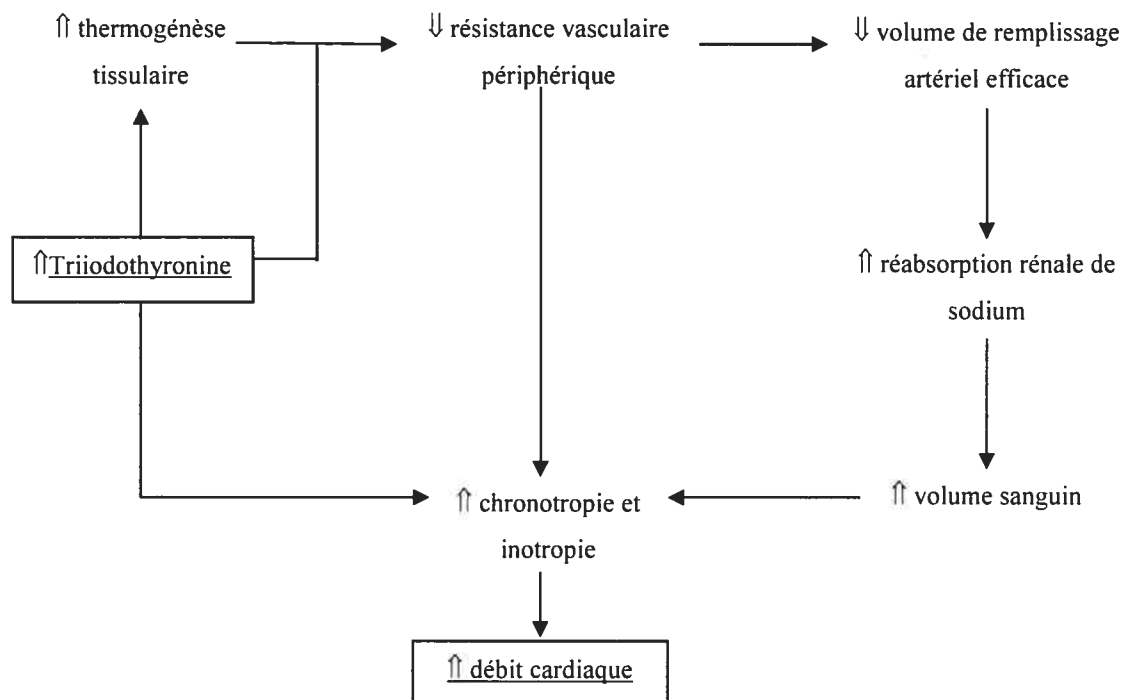 ⇑ thermogénèse
tissulaire
⇓ résistance vasculaire
périphérique
⇓ volume de remplissage
artériel efficace
⇑Triiodothyronine
⇑ réabsorption rénale de
sodium
⇑ chronotropie et
inotropie
⇑ volume sanguin
⇑ débit cardiaque